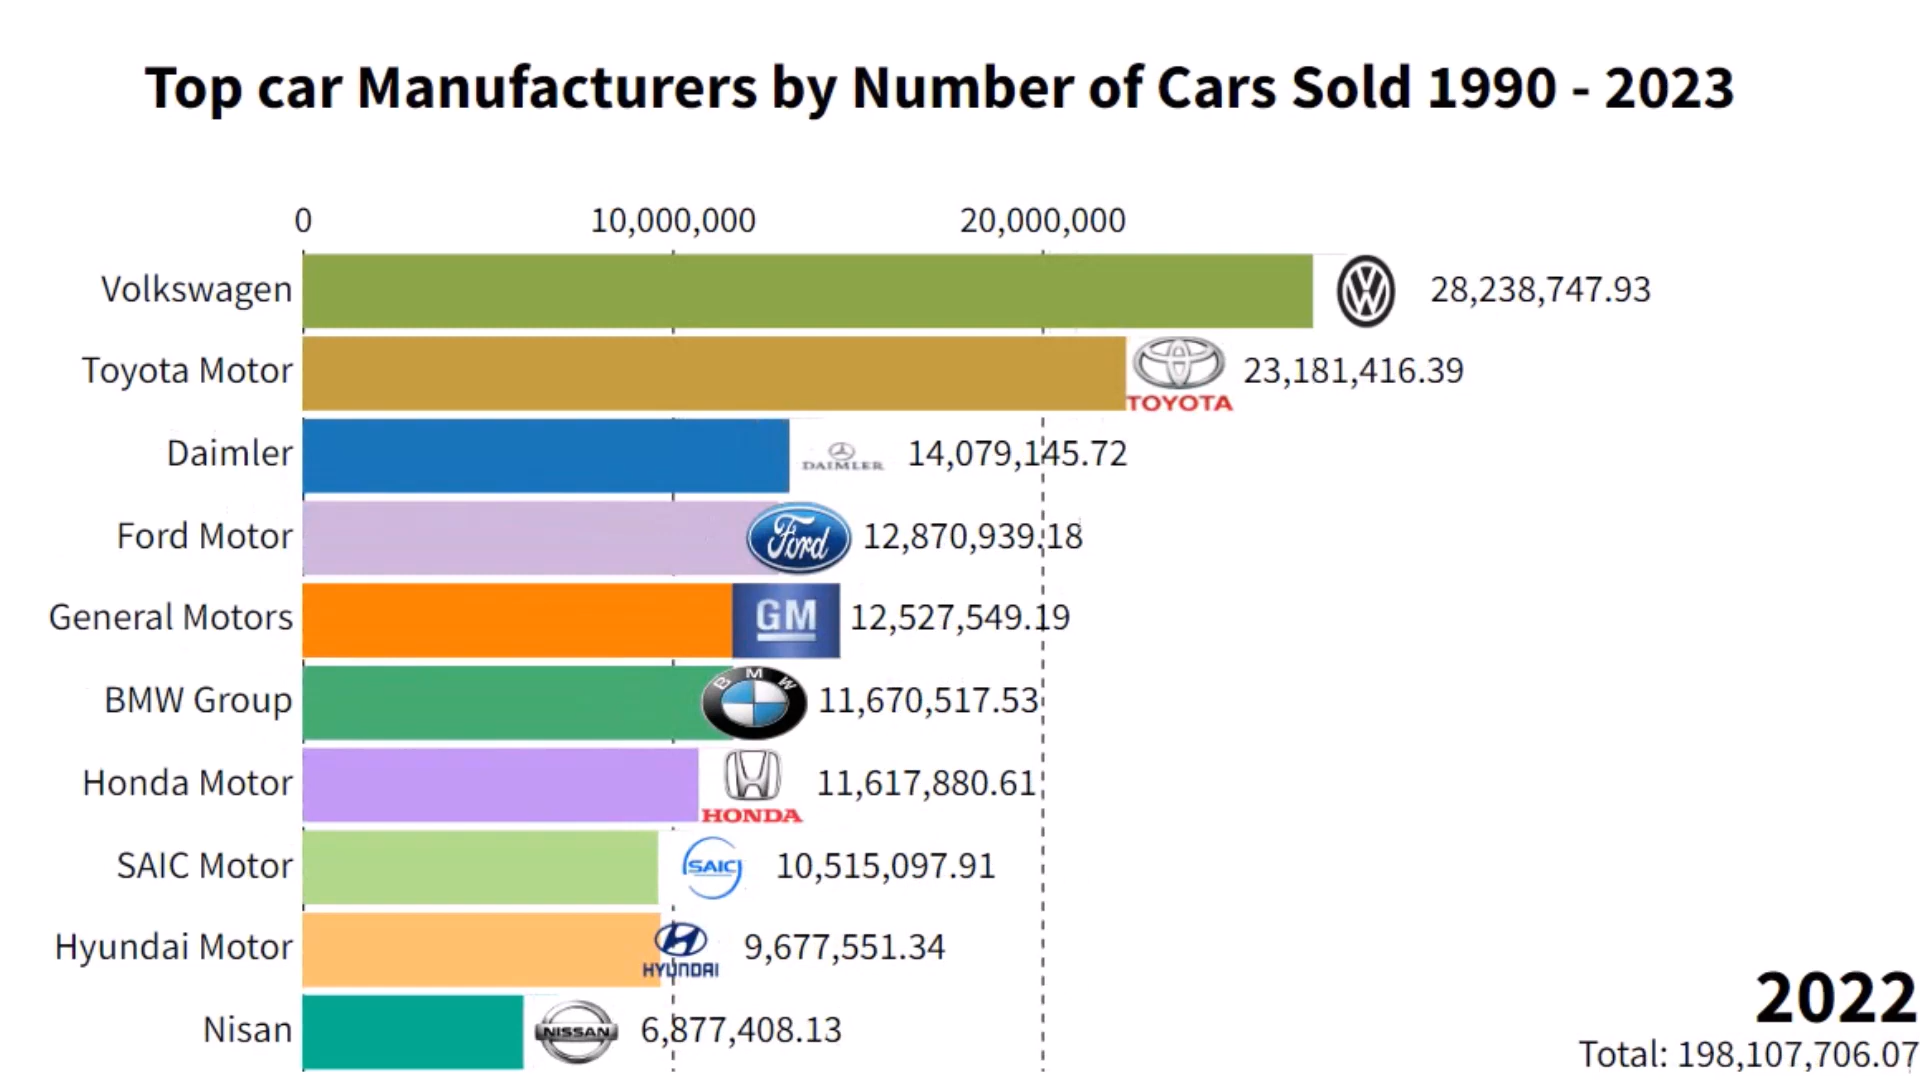 Top car Manufacturers by Number of Cars Sold 1990 - 2023
0 10,000,000 20,000,000
Volkswagen 28,238,747.93
Toyota Motor TOYOTA 23,181,416.39
Daimler DAIMLER 14,079,145.72
Ford Motor Ford 12,870,939.18
General Motors GM 12,527,549.19
BMW Group BMW 11,670,517.53
Honda Motor HONDA 11,617,880.61
SAIC Motor SAIC 10,515,097.91
Hyundai Motor HYUNDAI 9,677,551.34
Nisan NISSAN 6,877,408.13
2022
Total: 198,107,706.07